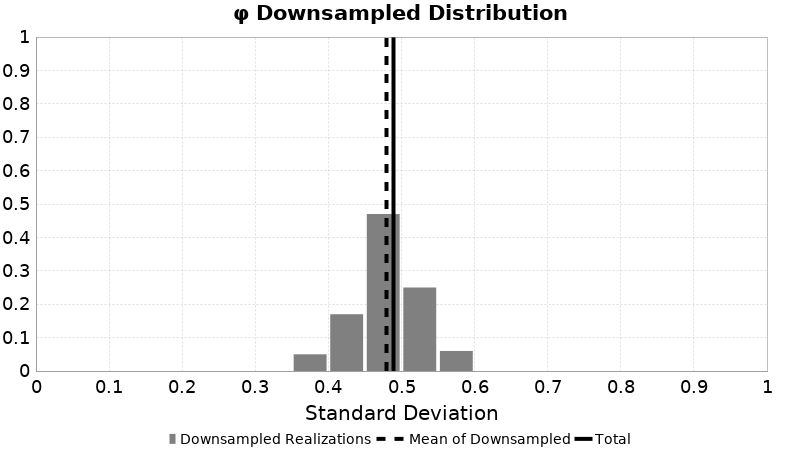 φ Downsampled Distribution
1
0.9
0.8
0.7
0.6
0.5
0.4
0.3
0.2
0.1
0
0 0.1 0.2 0.3 0.4 0.5 0.6 0.7 0.8 0.9 1
Standard Deviation
Downsampled Realizations Mean of Downsampled Total